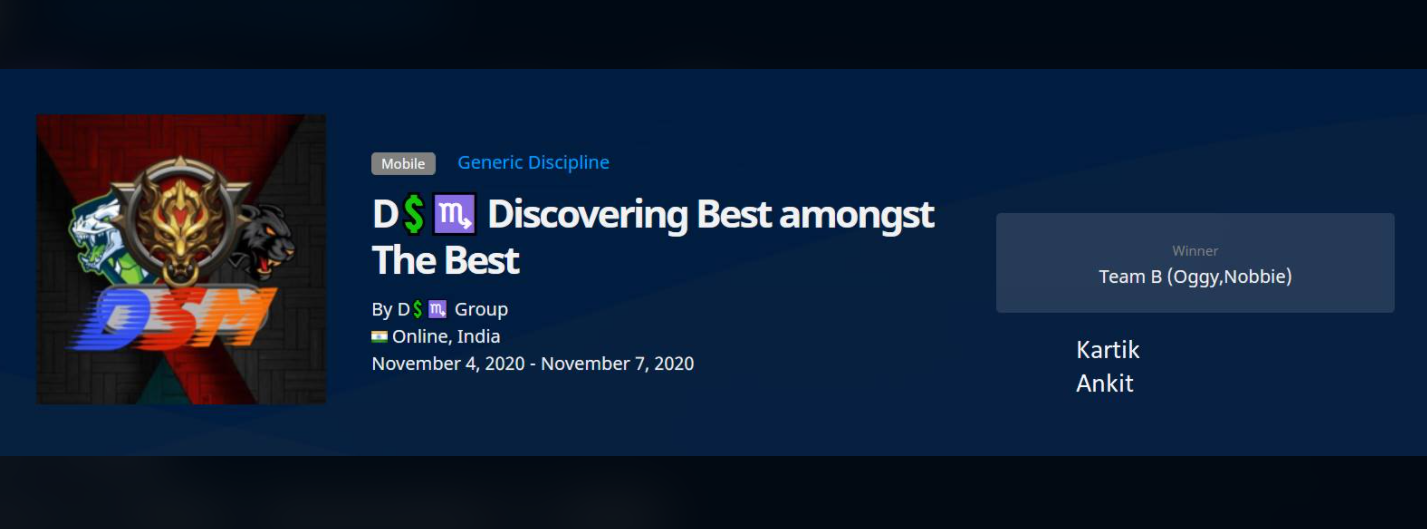 Mobile Generic Discipline
D💲♏ Discovering Best amongst
The Best
By D💲♏ Group
Online, India
November 4, 2020 - November 7, 2020
DSM
Winner
Team B (Oggy,Nobbie)
Kartik
Ankit